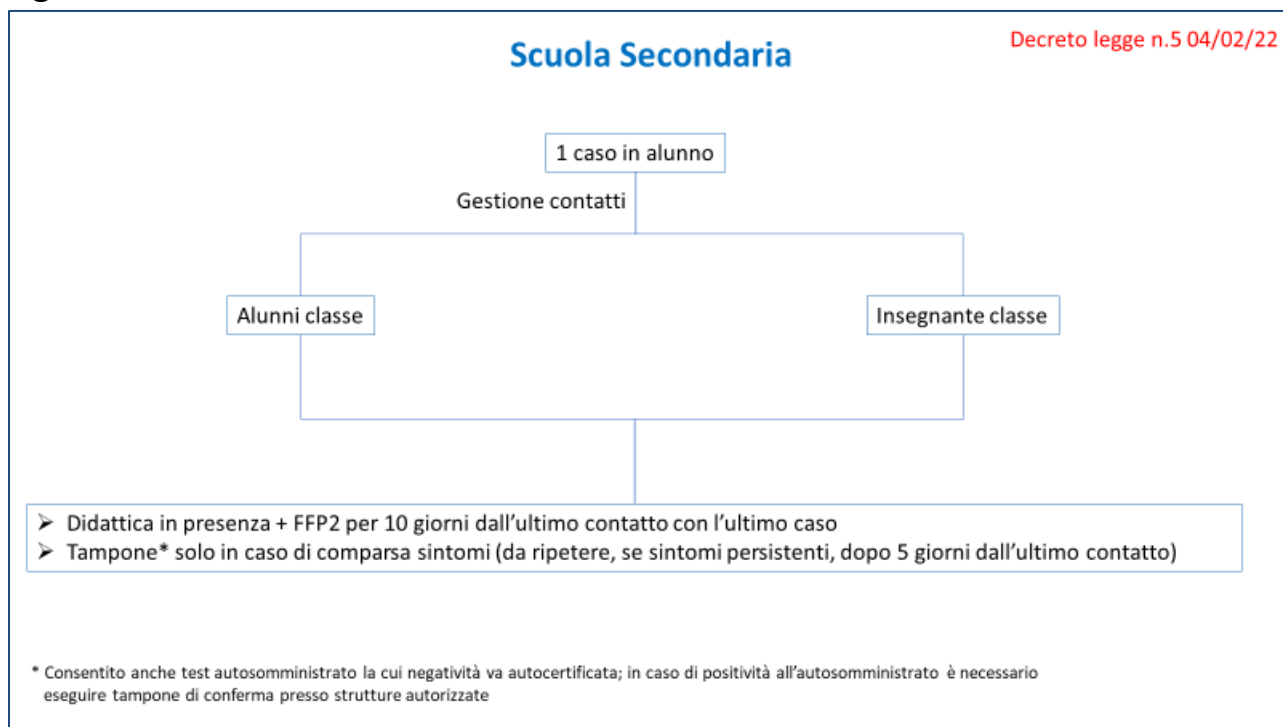 Scuola Secondaria
Decreto legge n.5 04/02/22
1 caso in alunno
Gestione contatti
Alunni classe
Insegnante classe
➢ Didattica in presenza + FFP2 per 10 giorni dall’ultimo contatto con l’ultimo caso
➢ Tampone* solo in caso di comparsa sintomi (da ripetere, se sintomi persistenti, dopo 5 giorni dall’ultimo contatto)
* Consentito anche test autosomministrato la cui negatività va autocertificata; in caso di positività all’autosomministrato è necessario
eseguire tampone di conferma presso strutture autorizzate